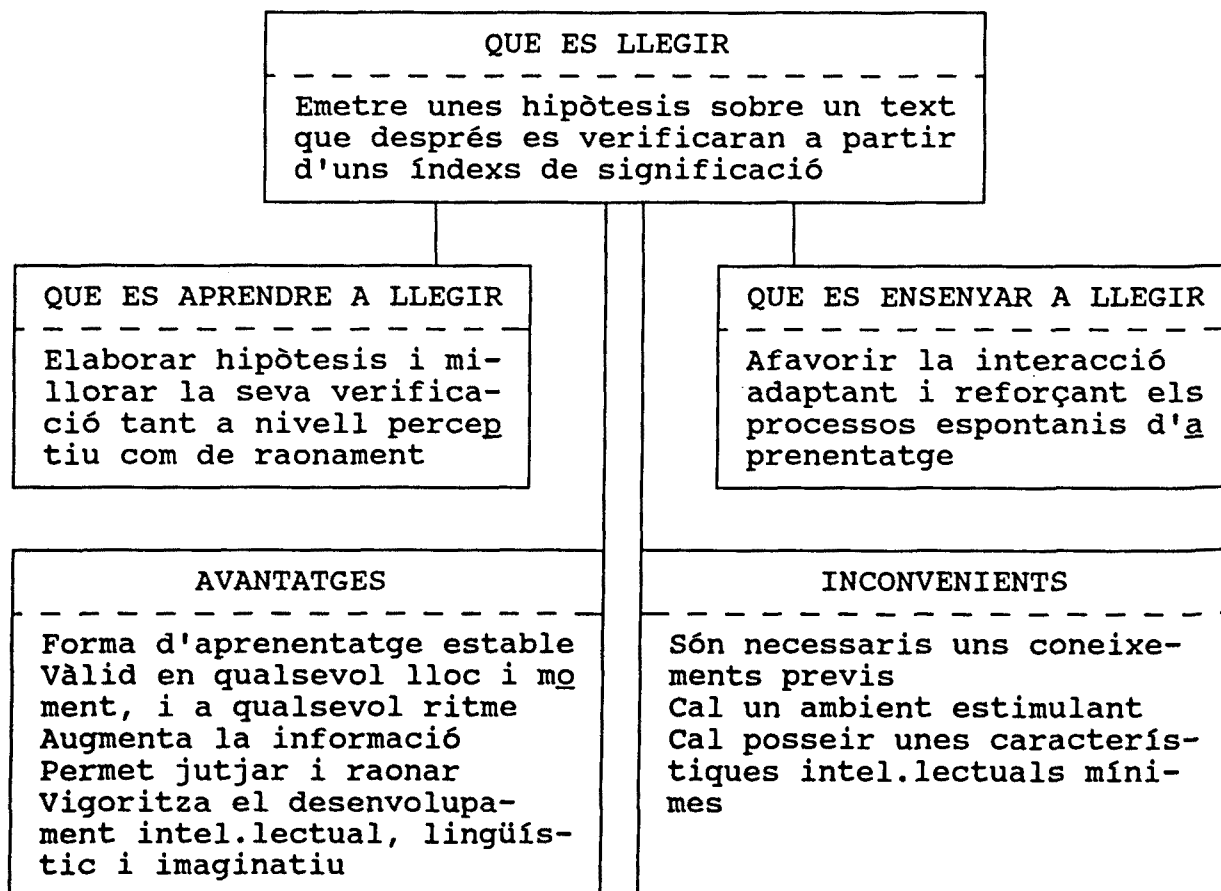 QUE ES LLEGIR
Emetre unes hipòtesis sobre un text
que després es verificaran a partir
d'uns índexs de significació
QUE ES APRENDRE A LLEGIR
Elaborar hipòtesis i mi-
llorar la seva verifica-
ció tant a nivell percep
tiu com de raonament
QUE ES ENSENYAR A LLEGIR
Afavorir la interacció
adaptant i reforçant els
processos espontanis d'a
prenentatge
AVANTATGES
Forma d'aprenentatge estable
Vàlid en qualsevol lloc i mo
ment, i a qualsevol ritme
Augmenta la informació
Permet jutjar i raonar
Vigoritza el desenvolupa-
ment intel.lectual, lingüís-
tic i imaginatiu
INCONVENIENTS
Són necessaris uns coneixe-
ments previs
Cal un ambient estimulant
Cal posseir unes caracterís-
tiques intel.lectuals míni-
mes